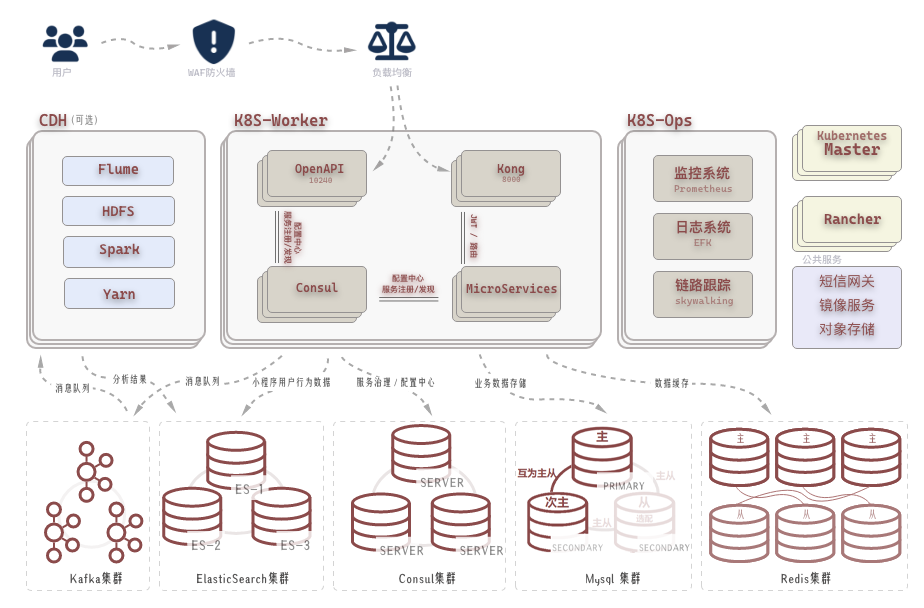 用户
WAF防火墙
负载均衡
CDH (可选)
Flume
HDFS
Spark
Yarn
K8S-Worker
OpenAPI
10240
Kong
8000
配置中心
服务注册/发现
JWT / 路由
Consul
配置中心
服务注册/发现
MicroServices
K8S-Ops
监控系统
Prometheus
日志系统
EFK
链路跟踪
skywalking
Kubernetes
Master
Rancher
公共服务
短信网关
镜像服务
对象存储
消息队列
分析结果
消息队列
小程序用户行为数据
服务治理 / 配置中心
业务数据存储
数据缓存
Kafka集群
ES-1
ES-2
ES-3
ElasticSearch集群
SERVER
SERVER
SERVER
Consul集群
主
PRIMARY
互为主从
主从
次主
从
选配
主从
SECONDARY
SECONDARY
Mysql 集群
主
主
主
从
从
从
Redis集群